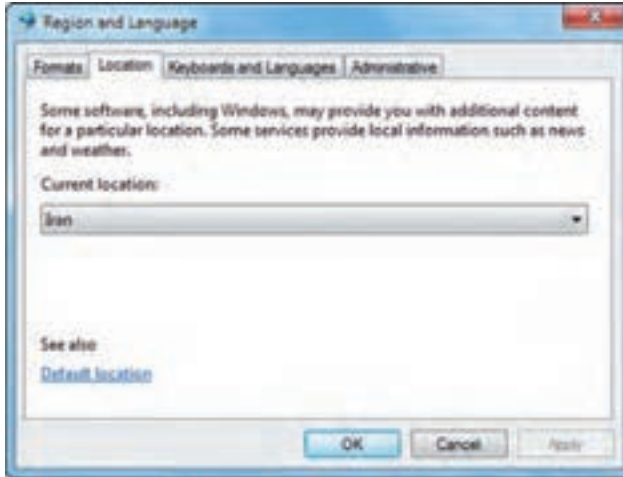 Region and Language
Formats Location Keyboards and Languages Administrative
Some software, including Windows, may provide you with additional content
for a particular location. Some services provide local information such as news
and weather.
Current location:
Iran
See also
Default location
OK Cancel Apply